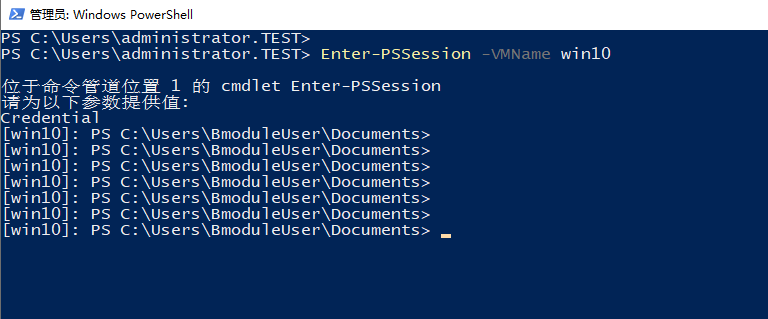 管理员: Windows PowerShell
PS C:\Users\administrator.TEST>
PS C:\Users\administrator.TEST> Enter-PSSession -VMName win10
位于命令管道位置 1 的 cmdlet Enter-PSSession
请为以下参数提供值:
Credential
[win10]: PS C:\Users\BmoduleUser\Documents>
[win10]: PS C:\Users\BmoduleUser\Documents>
[win10]: PS C:\Users\BmoduleUser\Documents>
[win10]: PS C:\Users\BmoduleUser\Documents>
[win10]: PS C:\Users\BmoduleUser\Documents>
[win10]: PS C:\Users\BmoduleUser\Documents>
[win10]: PS C:\Users\BmoduleUser\Documents>